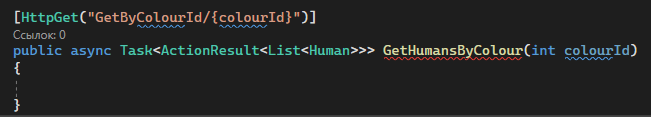 [HttpGet("GetByColourId/{colourId}")]
Ссылок: 0
public async Task<ActionResult<List<Human>>> GetHumansByColour(int colourId)
{
}